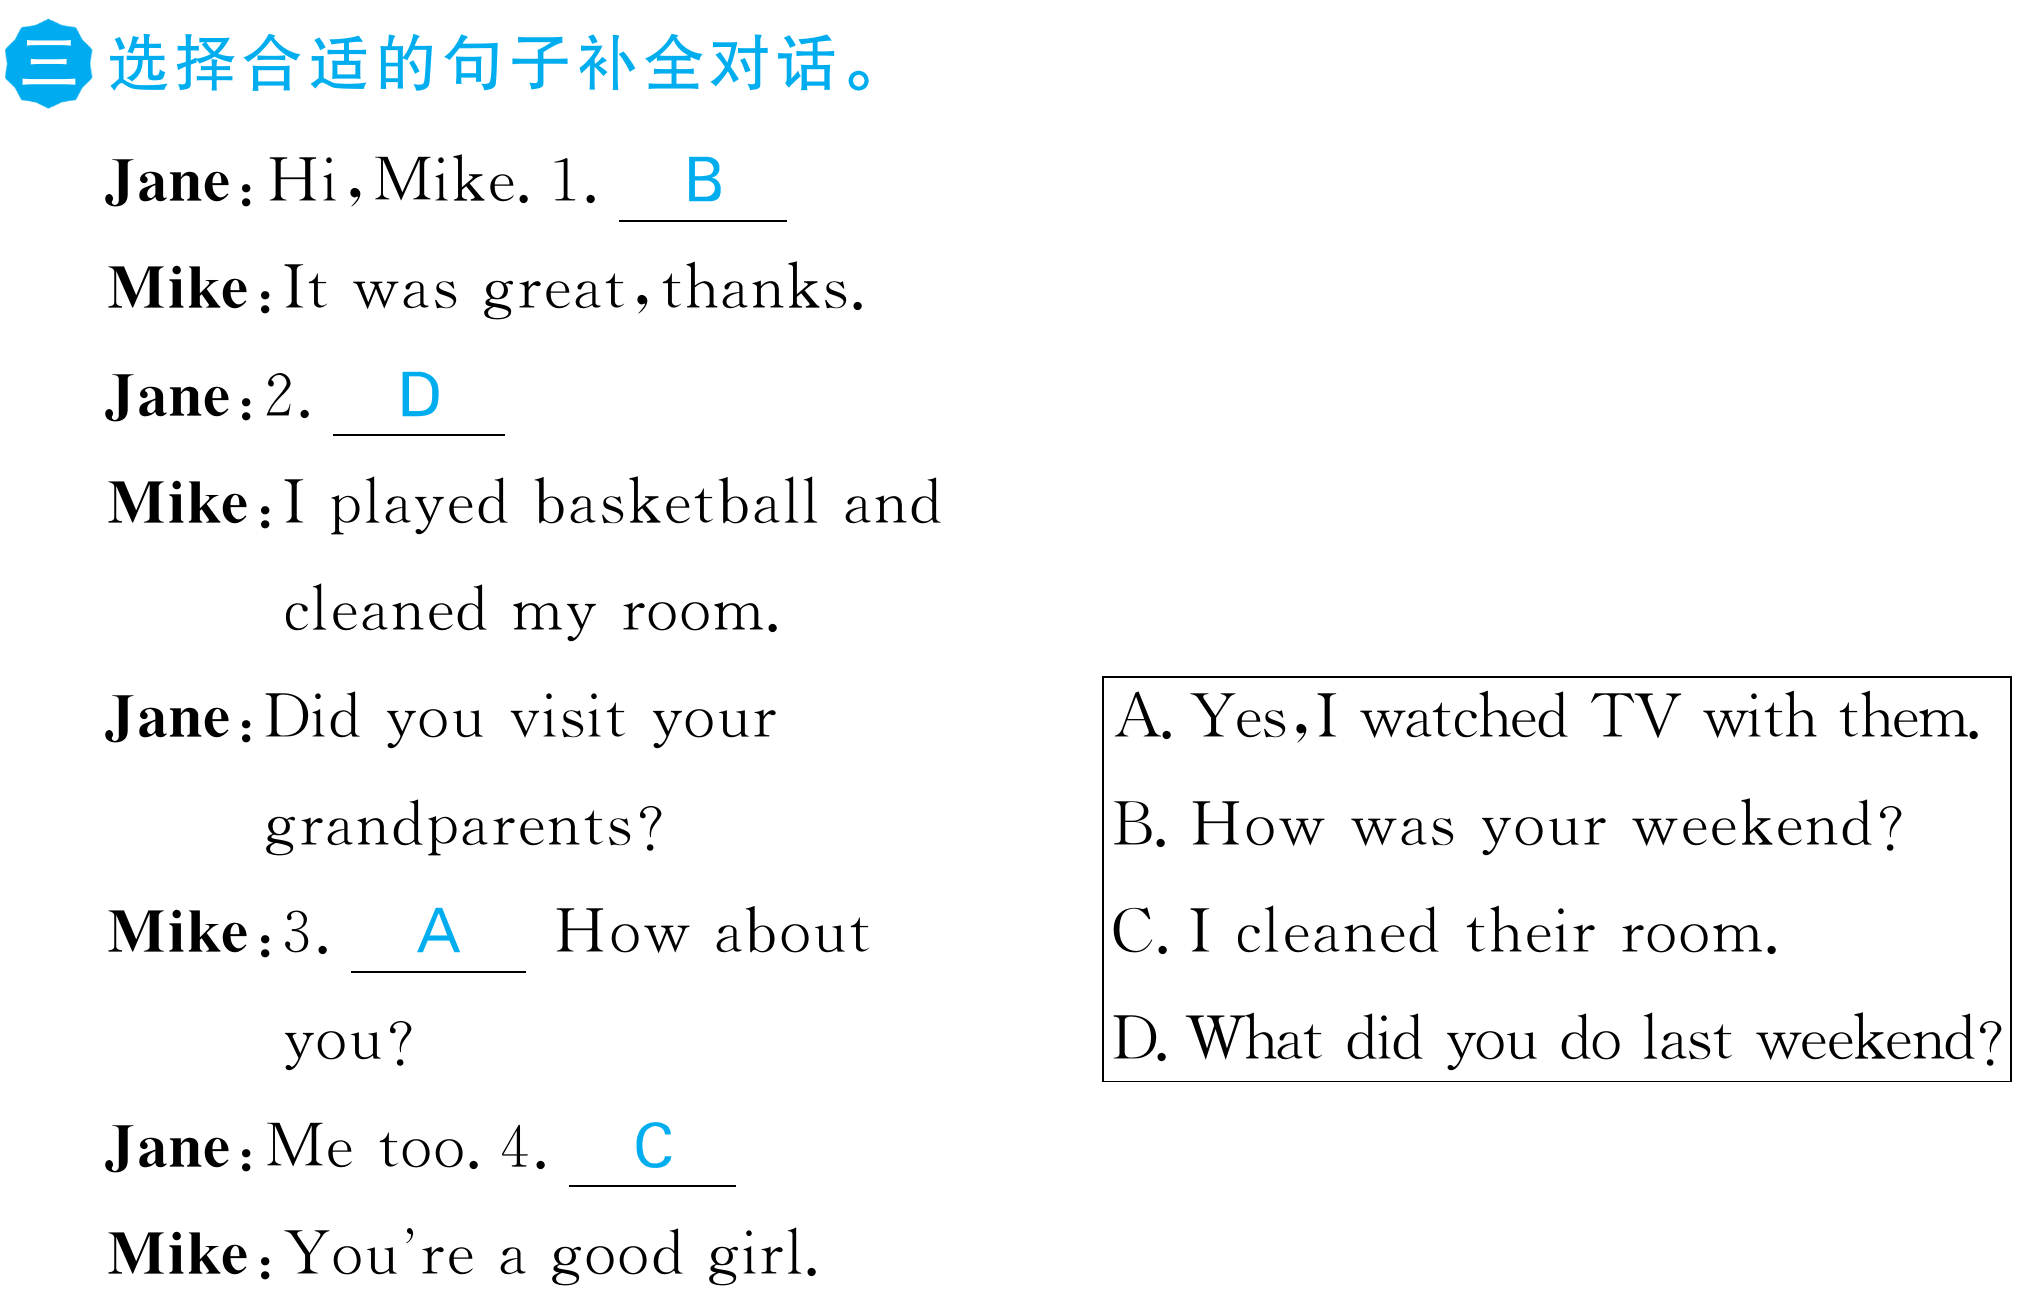 三 选择合适的句子补全对话。
Jane:Hi,Mike. 1. B
Mike:It was great,thanks.
Jane:2. D
Mike:I played basketball and
cleaned my room.
Jane:Did you visit your
grandparents?
Mike:3. A How about
you?
Jane:Me too. 4. C
Mike:You're a good girl.
A. Yes,I watched TV with them.
B. How was your weekend?
C. I cleaned their room.
D. What did you do last weekend?